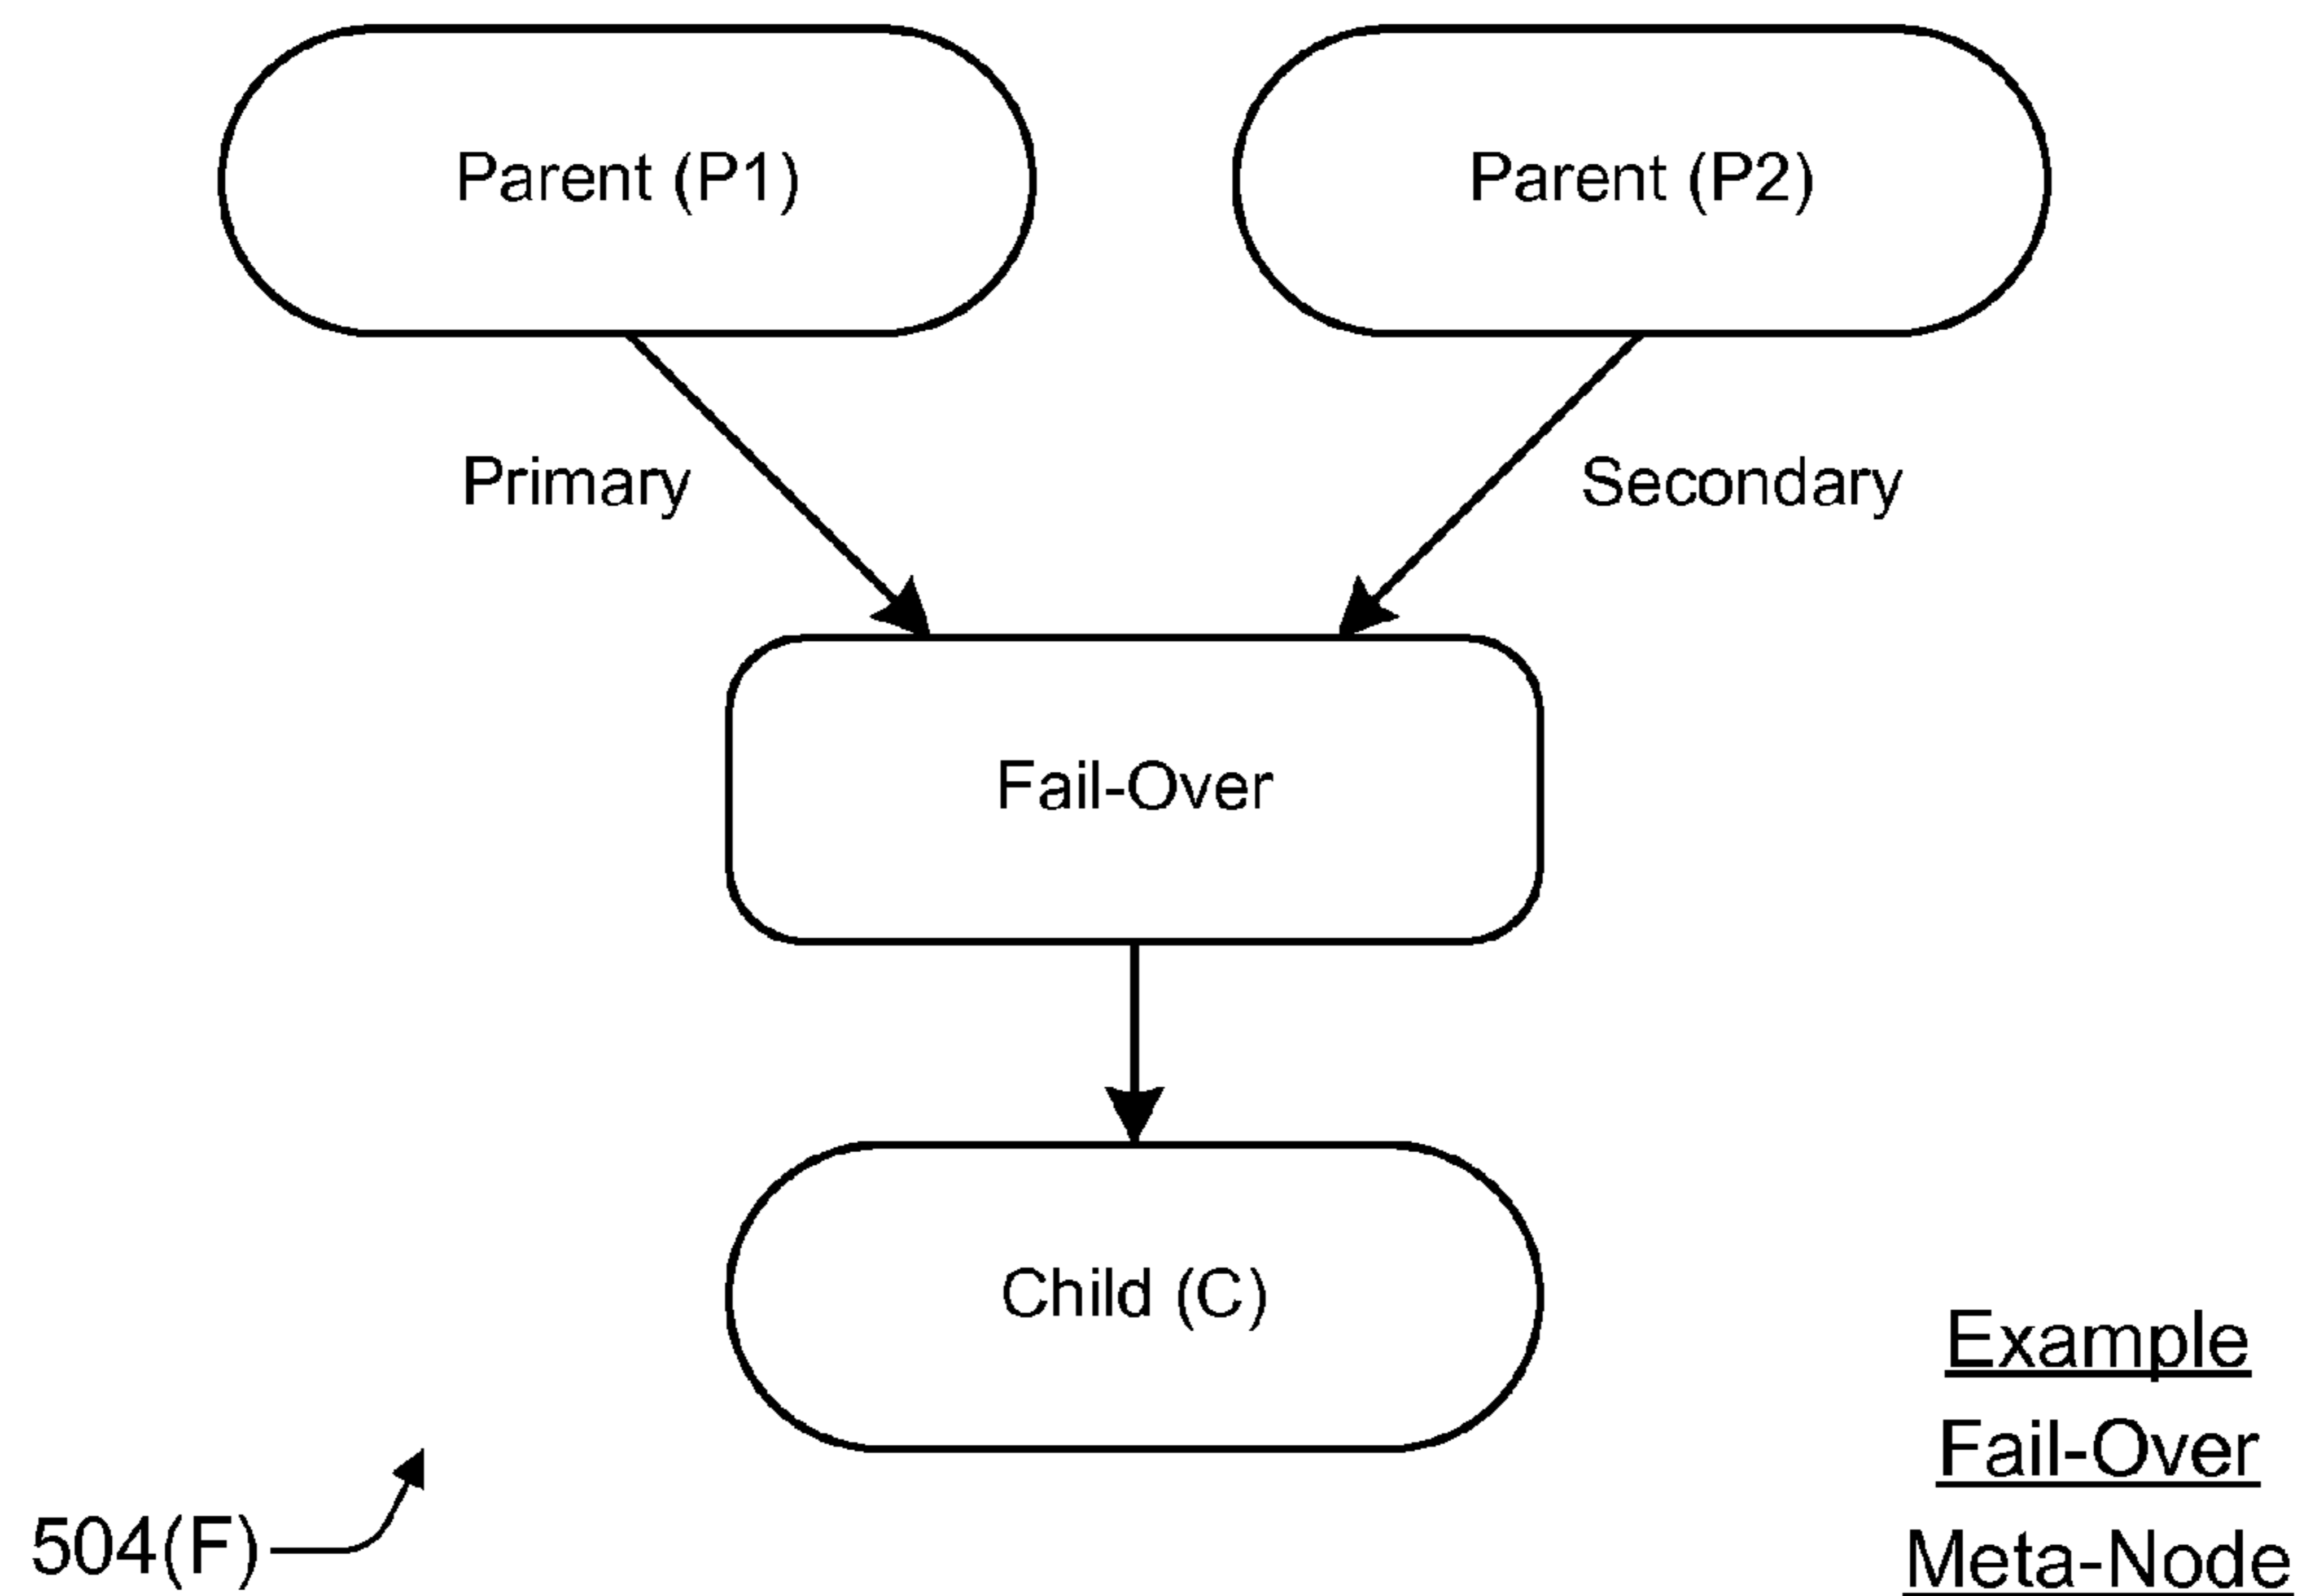 Parent (P1)
Parent (P2)
Primary
Secondary
Fail-Over
Child (C)
Example
Fail-Over
Meta-Node
504(F)